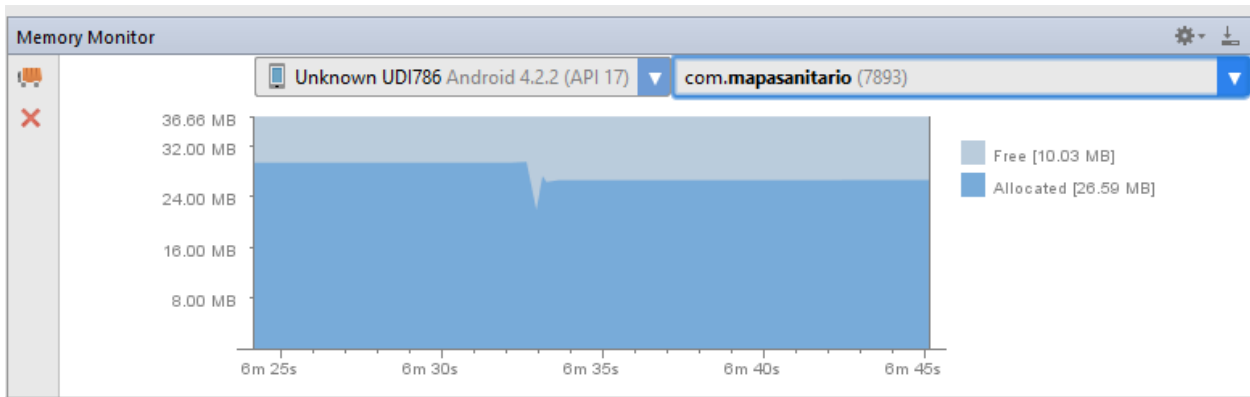 Memory Monitor
Unknown UDI786 Android 4.2.2 (API 17)
com.mapasanitario (7893)
36.66 MB
32.00 MB
24.00 MB
16.00 MB
8.00 MB
Free [10.03 MB]
Allocated [26.59 MB]
6m 25s
6m 30s
6m 35s
6m 40s
6m 45s